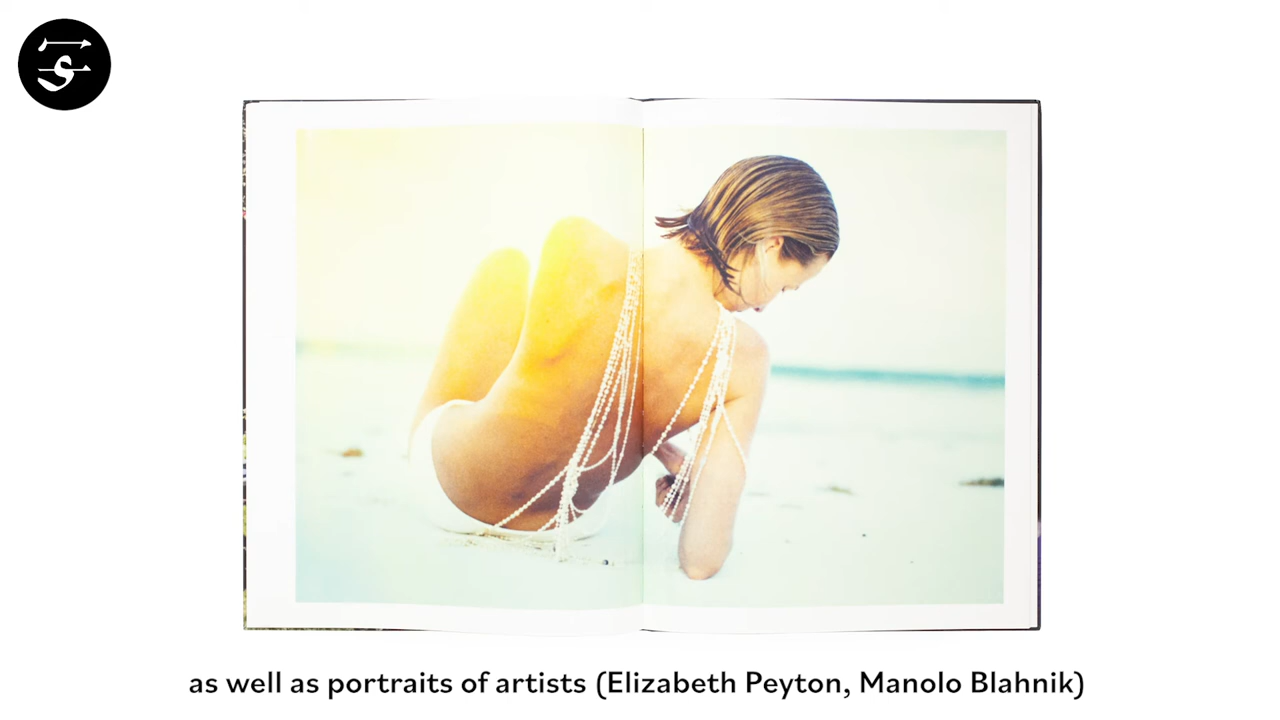 as well as portraits of artists (Elizabeth Peyton, Manolo Blahnik)